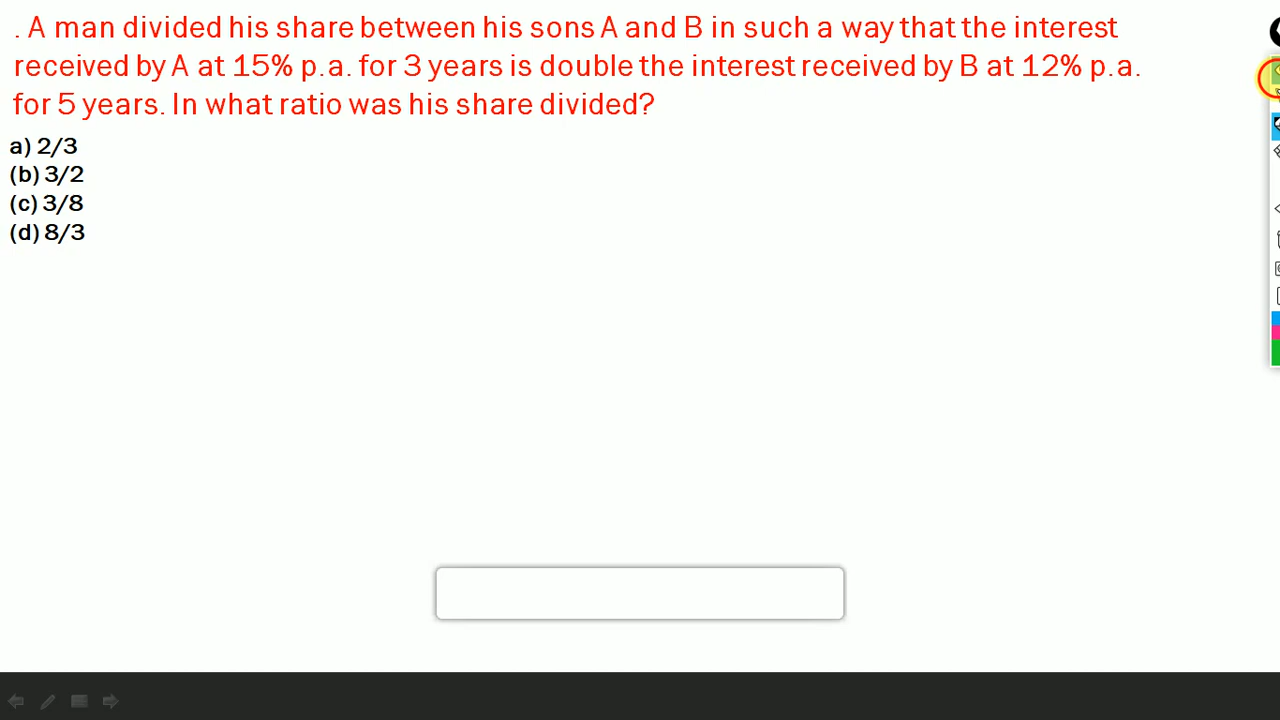 . A man divided his share between his sons A and B in such a way that the interest
received by A at 15% p.a. for 3 years is double the interest received by B at 12% p.a.
for 5 years. In what ratio was his share divided?
a) 2/3
(b) 3/2
(c) 3/8
(d) 8/3